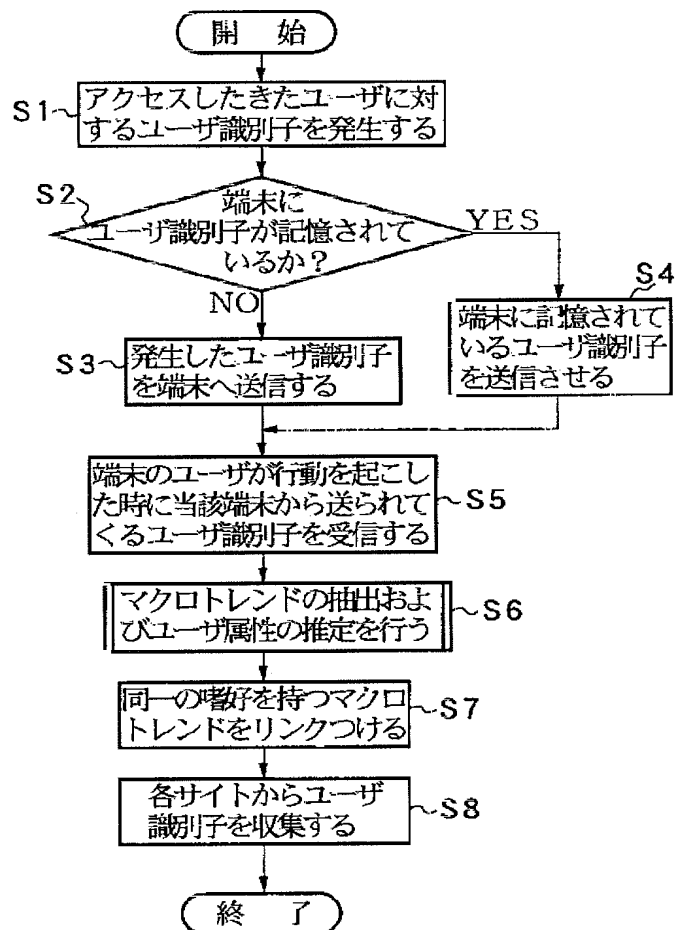 開 始
S1
アクセスしたきたユーザに対
するユーザ識別子を発生する
S2
端末に
ユーザ識別子が記憶されて
いるか？
YES
NO
S3
発生したユーザ識別子
を端末へ送信する
S4
端末に記憶されて
いるユーザ識別子
を送信させる
端末のユーザが行動を起こし
た時に当該端末から送られて
くるユーザ識別子を受信する
S5
マクロトレンドの抽出およ
びユーザ属性の推定を行う
S6
同一の嗜好を持つマクロ
トレンドをリンクつける
S7
各サイトからユーザ
識別子を収集する
S8
終 了